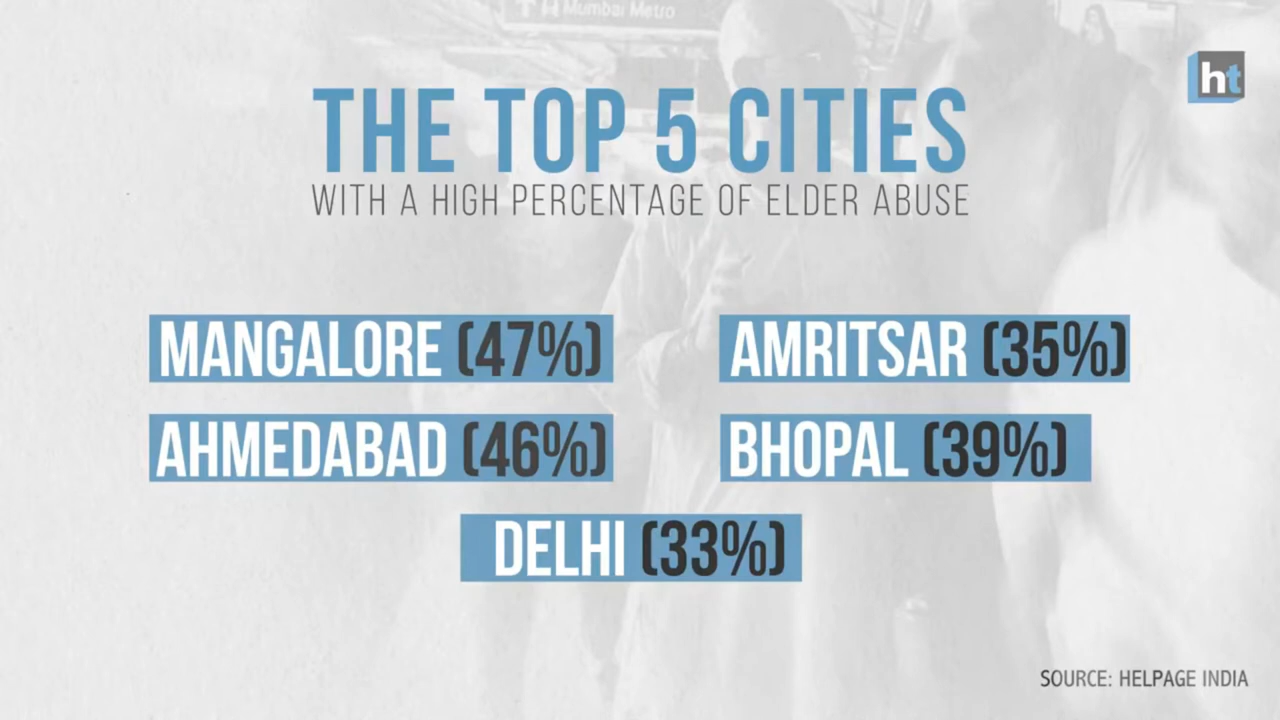 Mumbai Metro
ht
THE TOP 5 CITIES
WITH A HIGH PERCENTAGE OF ELDER ABUSE
MANGALORE (47%)
AMRITSAR (35%)
AHMEDABAD (46%)
BHOPAL (39%)
DELHI (33%)
SOURCE: HELPAGE INDIA